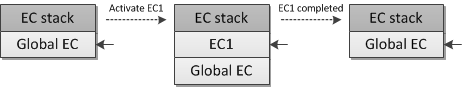 EC stack
Global EC
Activate EC1
EC stack
EC1
Global EC
EC1 completed
EC stack
Global EC